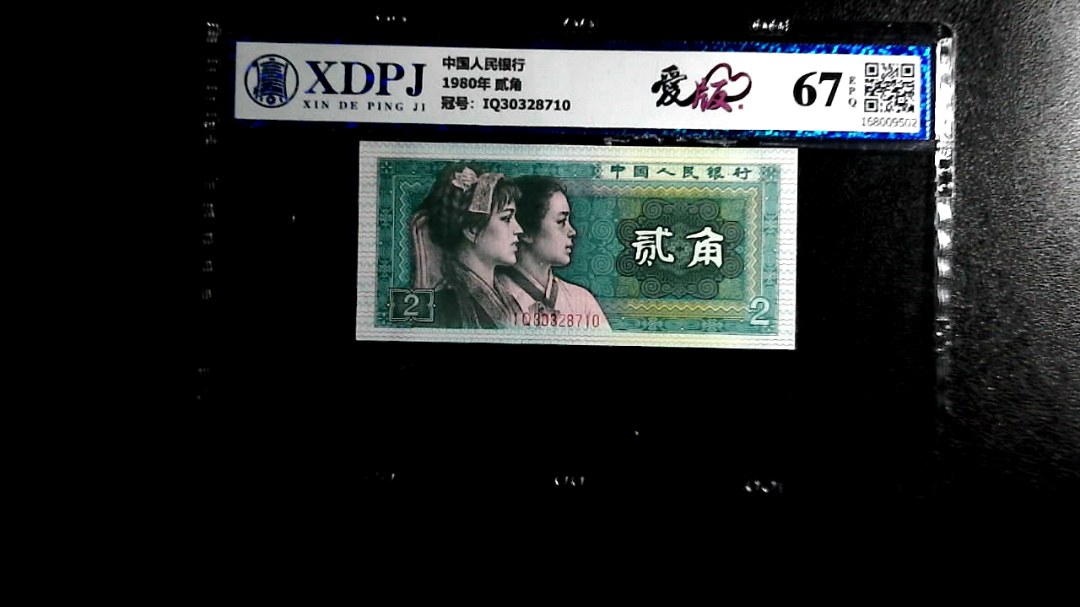 XDPJ
XIN DE PING JI
中国人民银行
1980年 贰角
冠号：IQ30328710
爱版
67
EPQ
168009502
中国人民银行
贰角
2
2
IQ30328710